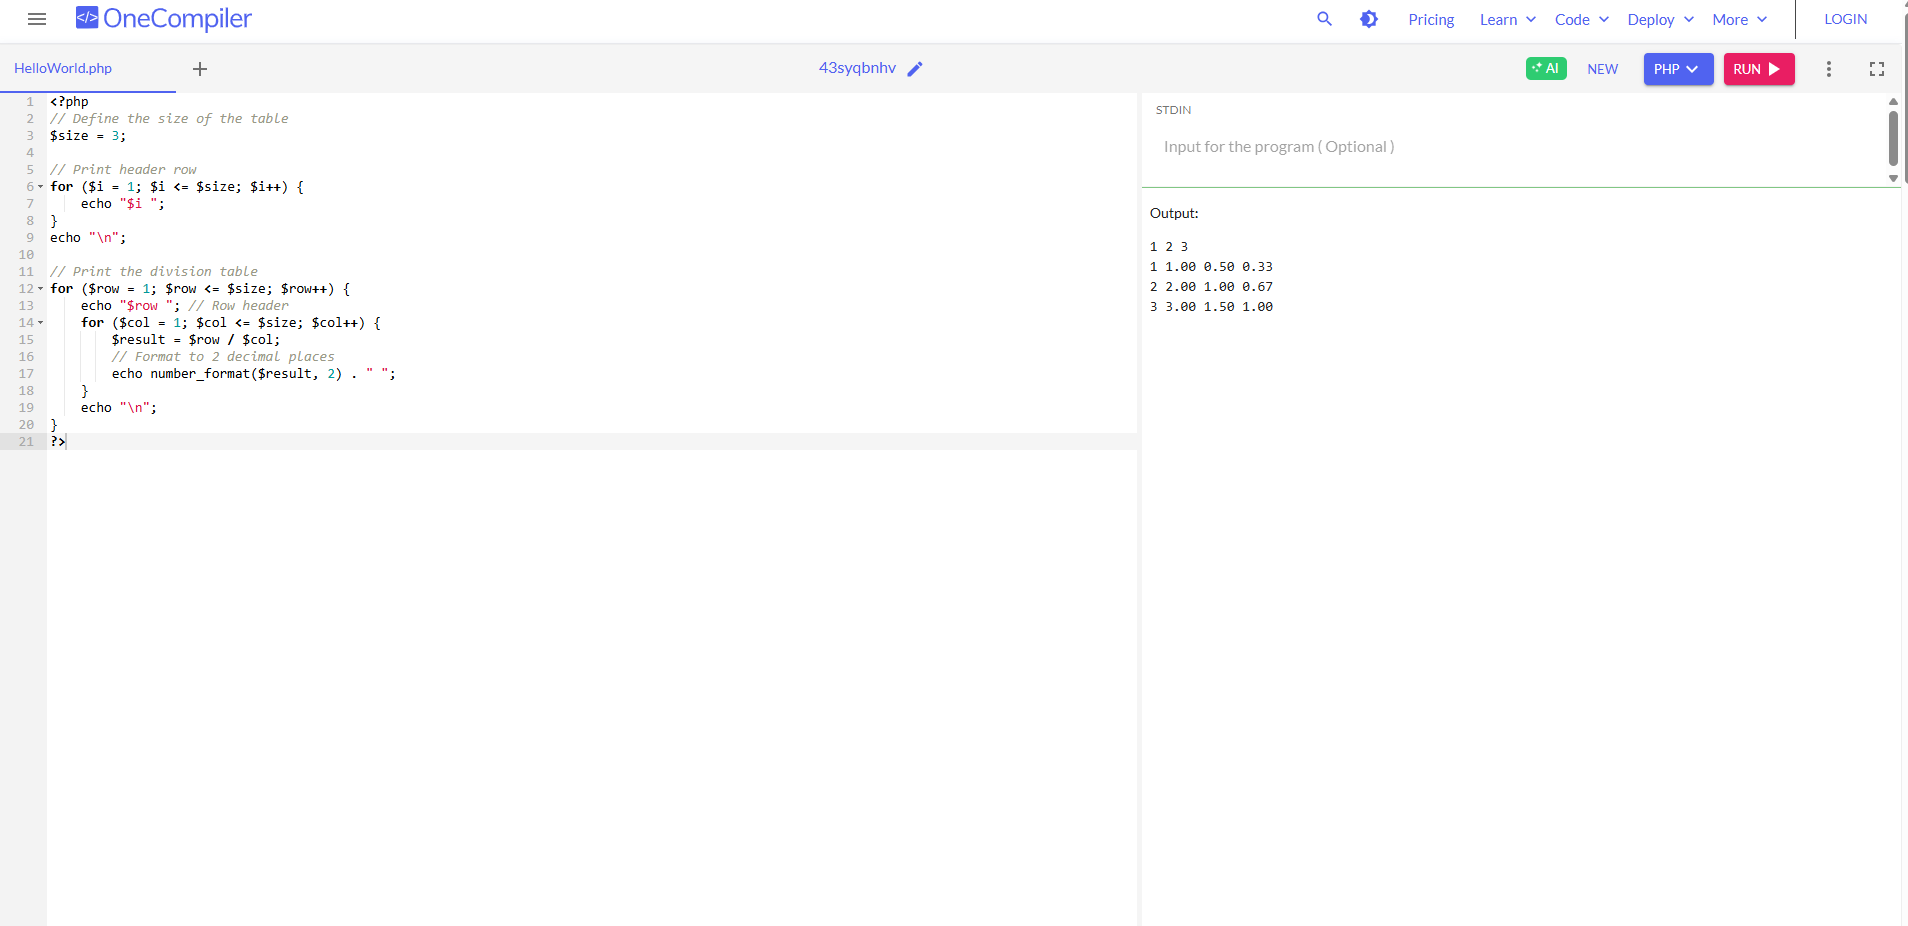 </> OneCompiler
Pricing Learn Code Deploy More LOGIN
HelloWorld.php + 43syqbnhv AI NEW PHP RUN
1 <?php
2 // Define the size of the table
3 $size = 3;
4
5 // Print header row
6 for ($i = 1; $i <= $size; $i++) {
7     echo "$i ";
8 }
9 echo "\n";
10
11 // Print the division table
12 for ($row = 1; $row <= $size; $row++) {
13     echo "$row "; // Row header
14     for ($col = 1; $col <= $size; $col++) {
15         $result = $row / $col;
16         // Format to 2 decimal places
17         echo number_format($result, 2) . " ";
18     }
19     echo "\n";
20 }
21 ?>
STDIN
Input for the program ( Optional )
Output:
1 2 3
1 1.00 0.50 0.33
2 2.00 1.00 0.67
3 3.00 1.50 1.00